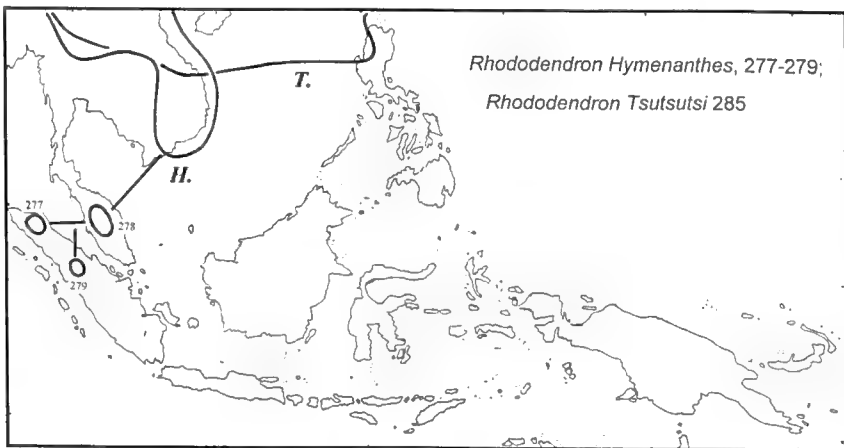 T.
Rhododendron Hymenanthes, 277-279;
Rhododendron Tsutsutsi 285
H.
277
278
279